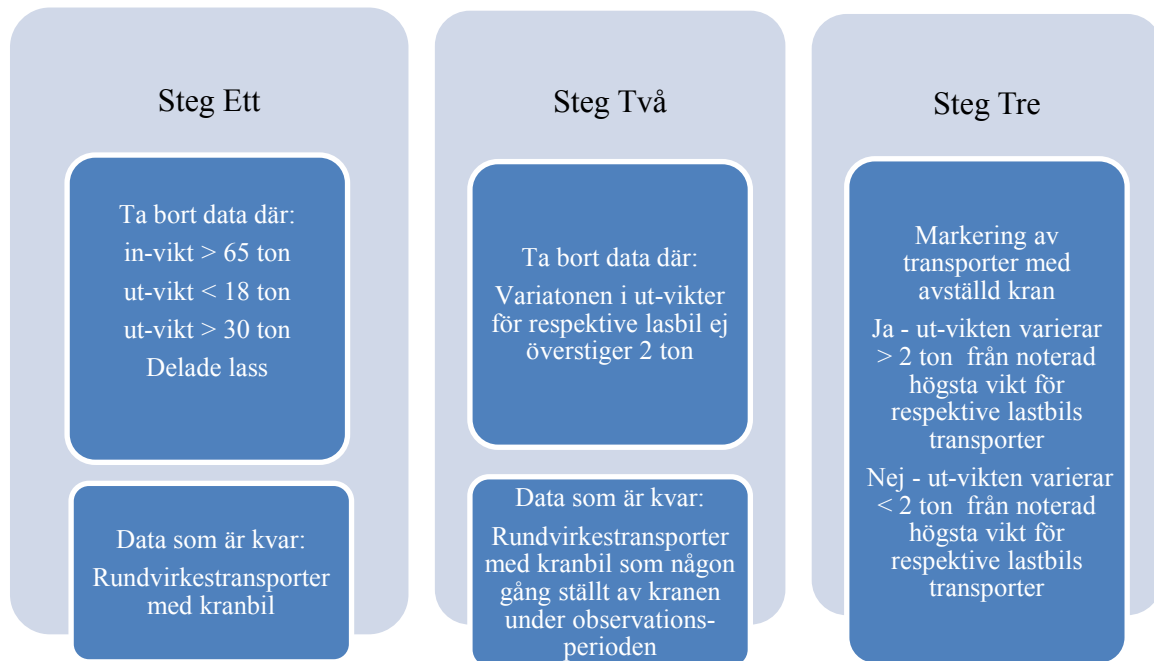 Steg Ett
Ta bort data där:
in-vikt > 65 ton
ut-vikt < 18 ton
ut-vikt > 30 ton
Delade lass
Data som är kvar:
Rundvirkestransporter
med kranbil
Steg Två
Ta bort data där:
Variatonen i ut-vikter
för respektive lasbil ej
överstiger 2 ton
Data som är kvar:
Rundvirkestransporter
med kranbil som någon
gång ställt av kranen
under observations-
perioden
Steg Tre
Markering av
transporter med
avställd kran
Ja - ut-vikten varierar
> 2 ton från noterad
högsta vikt för
respektive lastbils
transporter
Nej - ut-vikten varierar
< 2 ton från noterad
högsta vikt för
respektive lastbils
transporter